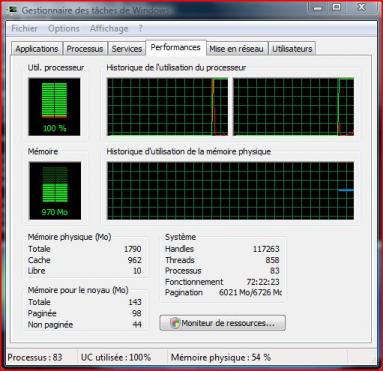 Gestionnaire des tâches de Windows
Fichier Options Affichage ?
Applications Processus Services Performances Mise en réseau Utilisateurs
Util. processeur
100 %
Historique de l'utilisation du processeur
Mémoire
970 Mo
Historique d'utilisation de la mémoire physique
Mémoire physique (Mo)
Totale 1790
Cache 962
Libre 10
Mémoire pour le noyau (Mo)
Totale 143
Paginée 98
Non paginée 44
Système
Handles 117263
Threads 858
Processus 83
Fonctionnement 72:22:23
Pagination 6021 Mo/6726 Mc
Moniteur de ressources...
Processus : 83 UC utilisée : 100% Mémoire physique : 54 %